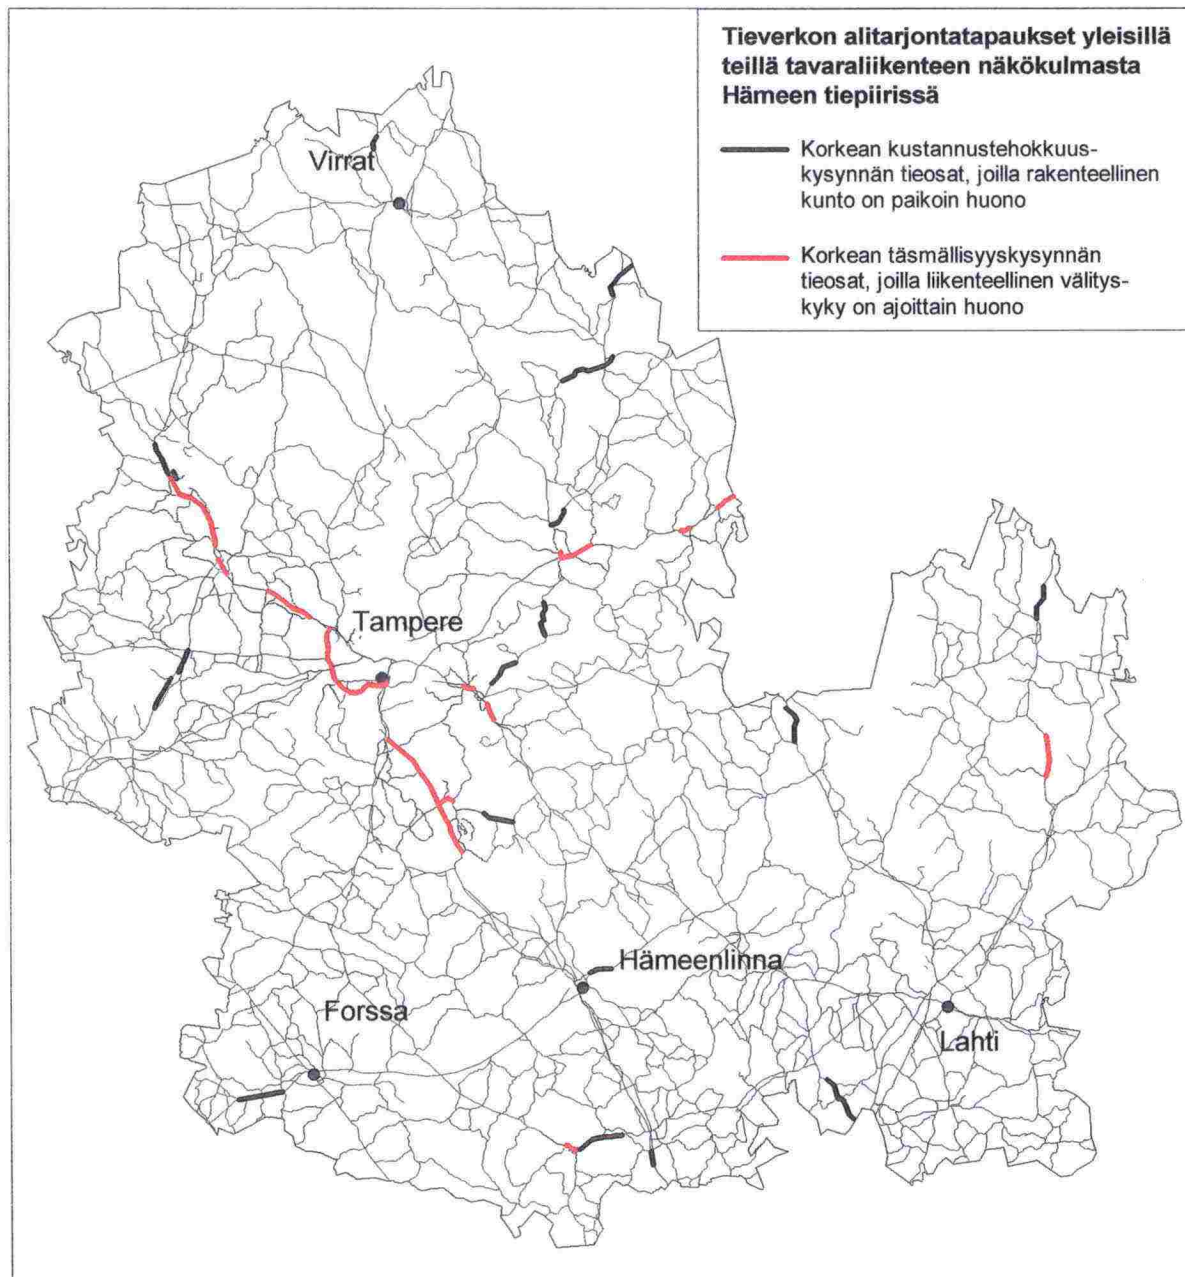 Tieverkon alitarjontatapaukset yleisillä
teillä tavaraliikenteen näkökulmasta
Hämeen tiepiirissä
Korkean kustannustehokkuus-
kysynnän tieosat, joilla rakenteellinen
kunto on paikoin huono
Korkean täsmällisyyskysynnän
tieosat, joilla liikenteellinen välitys-
kyky on ajoittain huono
Virrat
Tampere
Hämeenlinna
Forssa
Lahti